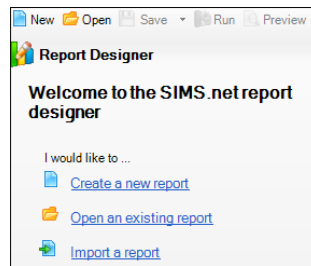 New Open Save Run Preview
Report Designer
Welcome to the SIMS.net report
designer
I would like to ...
Create a new report
Open an existing report
Import a report